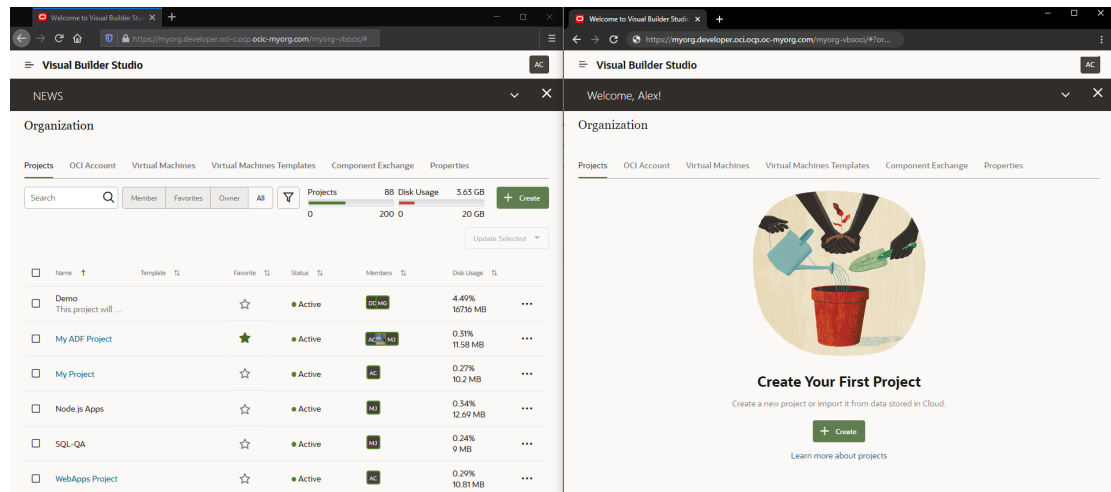 Welcome to Visual Builder Stu
https://myorg.developer.oci-c.ocp.ocic-myorg.com/myorg-vbocic/#
Visual Builder Studio
AC
NEWS
Organization
Projects OCI Account Virtual Machines Virtual Machines Templates Component Exchange Properties
Search Member Favorites Owner All Projects 88 Disk Usage 3.63 GB + Create
0 200 0 20 GB
Update Selected
Name ↑ Template Favorite Status Members Disk Usage
Demo Active DD MG 4.49%
This project will ... 167.16 MB
My ADF Project Active AC MJ 0.31%
11.58 MB
My Project Active AC 0.27%
10.2 MB
Node.js Apps Active MJ 0.34%
12.69 MB
SQL-QA Active MJ 0.24%
9 MB
WebApps Project Active AC 0.29%
10.81 MB
Welcome to Visual Builder Studi
https://myorg.developer.oci.ocp.oc-myorg.com/myorg-vbsoci/#?or...
Visual Builder Studio
AC
Welcome, Alex!
Organization
Projects OCI Account Virtual Machines Virtual Machines Templates Component Exchange Properties
Create Your First Project
Create a new project or import it from data stored in Cloud.
+ Create
Learn more about projects